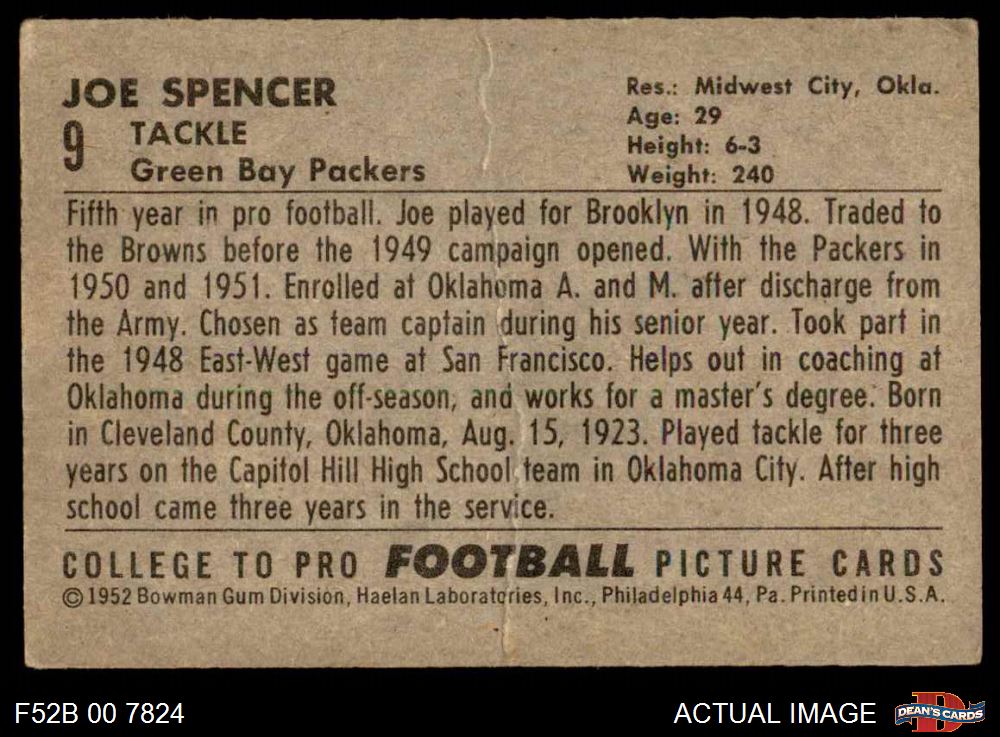 JOE SPENCER
9 TACKLE
Green Bay Packers
Res.: Midwest City, Okla.
Age: 29
Height: 6-3
Weight: 240
Fifth year in pro football. Joe played for Brooklyn in 1948. Traded to
the Browns before the 1949 campaign opened. With the Packers in
1950 and 1951. Enrolled at Oklahoma A. and M. after discharge from
the Army. Chosen as team captain during his senior year. Took part in
the 1948 East-West game at San Francisco. Helps out in coaching at
Oklahoma during the off-season, and works for a master's degree. Born
in Cleveland County, Oklahoma, Aug. 15, 1923. Played tackle for three
years on the Capitol Hill High School team in Oklahoma City. After high
school came three years in the service.
COLLEGE TO PRO FOOTBALL PICTURE CARDS
© 1952 Bowman Gum Division, Haelan Laboratories, Inc., Philadelphia 44, Pa. Printed in U.S.A.
F52B 00 7824
ACTUAL IMAGE
DEAN'S CARDS